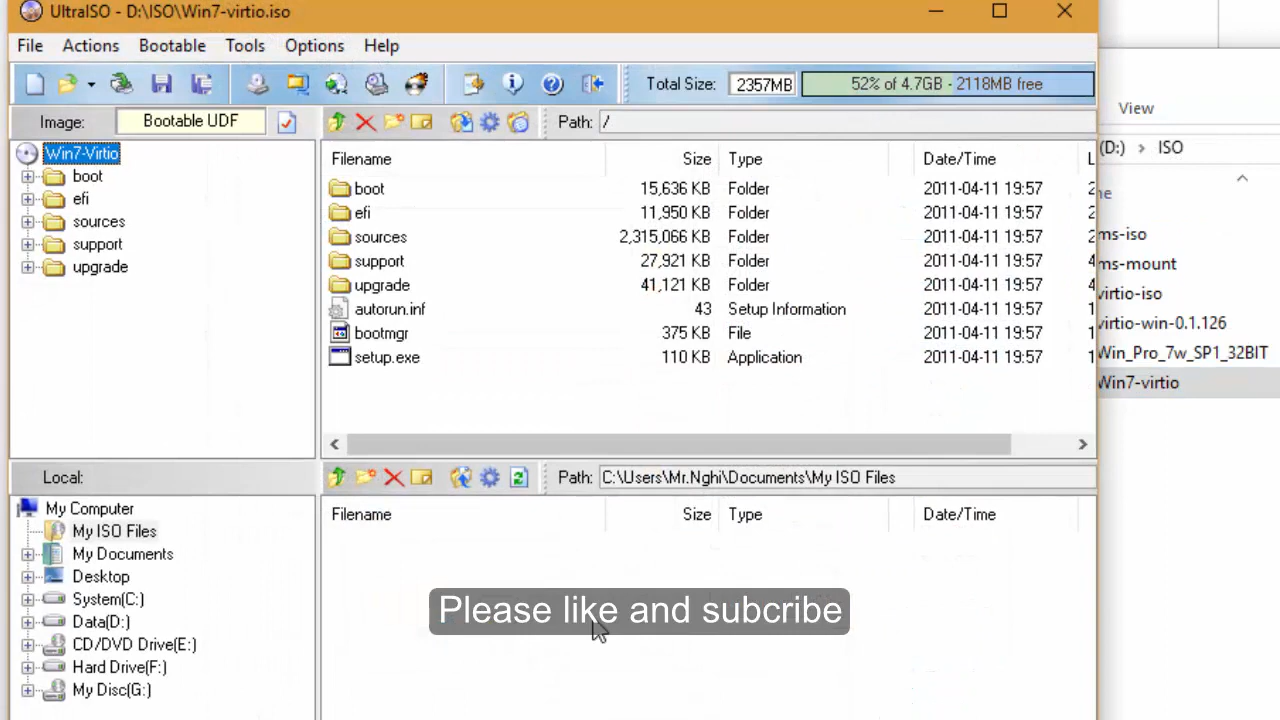 UltraISO - D:\ISO\Win7-virtio.iso
File Actions Bootable Tools Options Help
Total Size: 2357MB 52% of 4.7GB - 2118MB free
View
Image: Bootable UDF Path: /
(D:) › ISO
Win7-Virtio
boot
efi
sources
support
upgrade
Filename Size Type Date/Time
boot 15,636 KB Folder 2011-04-11 19:57
efi 11,950 KB Folder 2011-04-11 19:57
sources 2,315,066 KB Folder 2011-04-11 19:57
support 27,921 KB Folder 2011-04-11 19:57
upgrade 41,121 KB Folder 2011-04-11 19:57
autorun.inf 43 Setup Information 2011-04-11 19:57
bootmgr 375 KB File 2011-04-11 19:57
setup.exe 110 KB Application 2011-04-11 19:57
ms-iso
ms-mount
virtio-iso
virtio-win-0.1.126
Win_Pro_7w_SP1_32BIT
Win7-virtio
Local: Path: C:\Users\Mr.Nghi\Documents\My ISO Files
My Computer
My ISO Files
My Documents
Desktop
System(C:)
Data(D:)
CD/DVD Drive(E:)
Hard Drive(F:)
My Disc(G:)
Filename Size Type Date/Time
Please like and subcribe